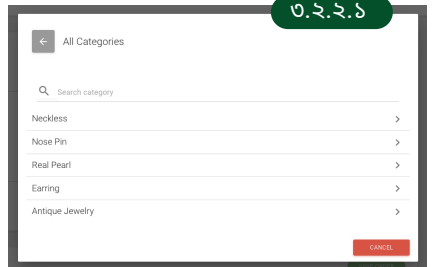 ৩.২.২.১
All Categories
Search category
Neckless
Nose Pin
Real Pearl
Earring
Antique Jewelry
CANCEL